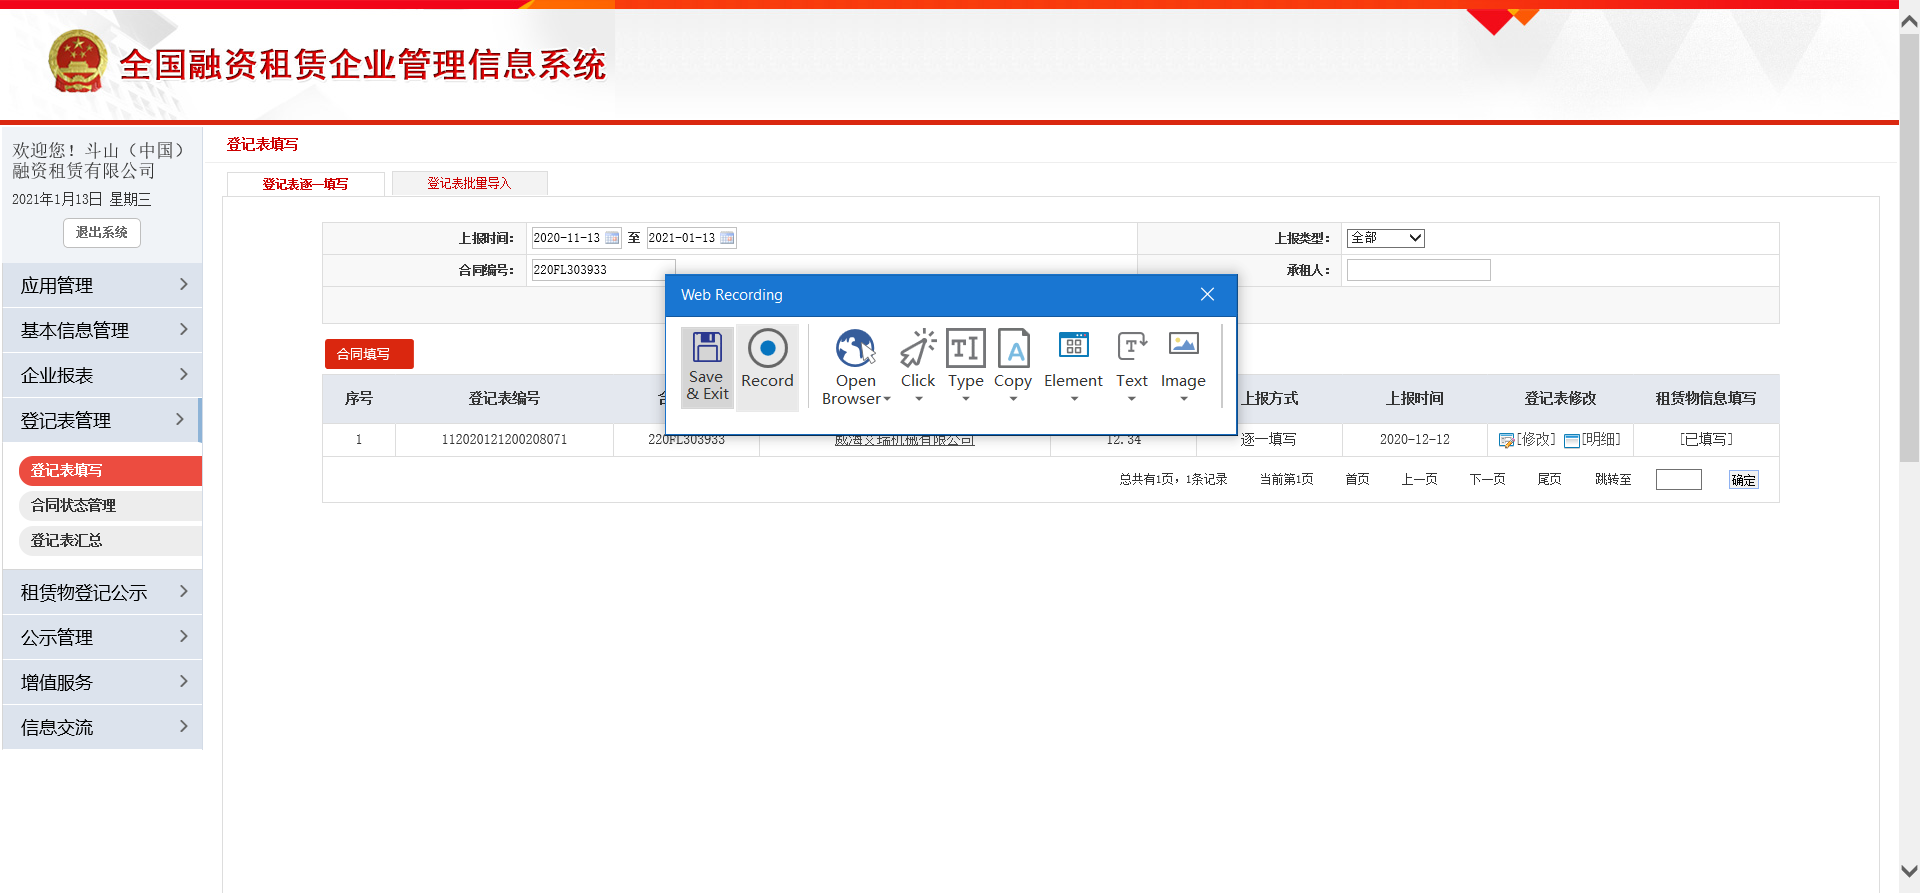 全国融资租赁企业管理信息系统
欢迎您！斗山（中国）
融资租赁有限公司
2021年1月13日 星期三
退出系统
应用管理
基本信息管理
企业报表
登记表管理
登记表填写
合同状态管理
登记表汇总
租赁物登记公示
公示管理
增值服务
信息交流
登记表填写
登记表逐一填写
登记表批量导入
上报时间： 2020-11-13 至 2021-01-13 上报类型： 全部
合同编号： 220FL303933 承租人：
Web Recording
Save & Exit
Record
Open Browser
Click
Type
Copy
Element
Text
Image
合同填写
序号 登记表编号 合 上报方式 上报时间 登记表修改 租赁物信息填写
1 112020121200208071 220FL303933 威海艾瑞机械有限公司 12.34 逐一填写 2020-12-12 [修改] [明细] [已填写]
总共有1页，1条记录 当前第1页 首页 上一页 下一页 尾页 跳转至 确定